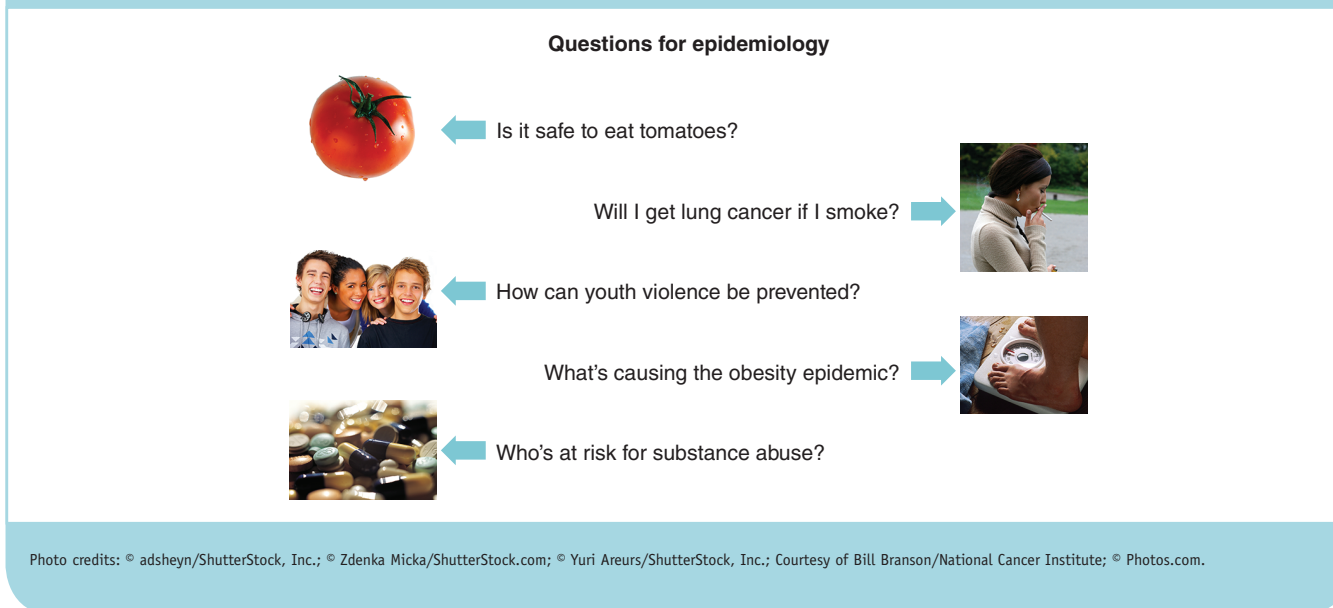 Questions for epidemiology
Is it safe to eat tomatoes?
Will I get lung cancer if I smoke?
How can youth violence be prevented?
What's causing the obesity epidemic?
Who's at risk for substance abuse?
Photo credits: © adsheyn/ShutterStock, Inc.; © Zdenka Micka/ShutterStock.com; © Yuri Areurs/ShutterStock, Inc.; Courtesy of Bill Branson/National Cancer Institute; © Photos.com.